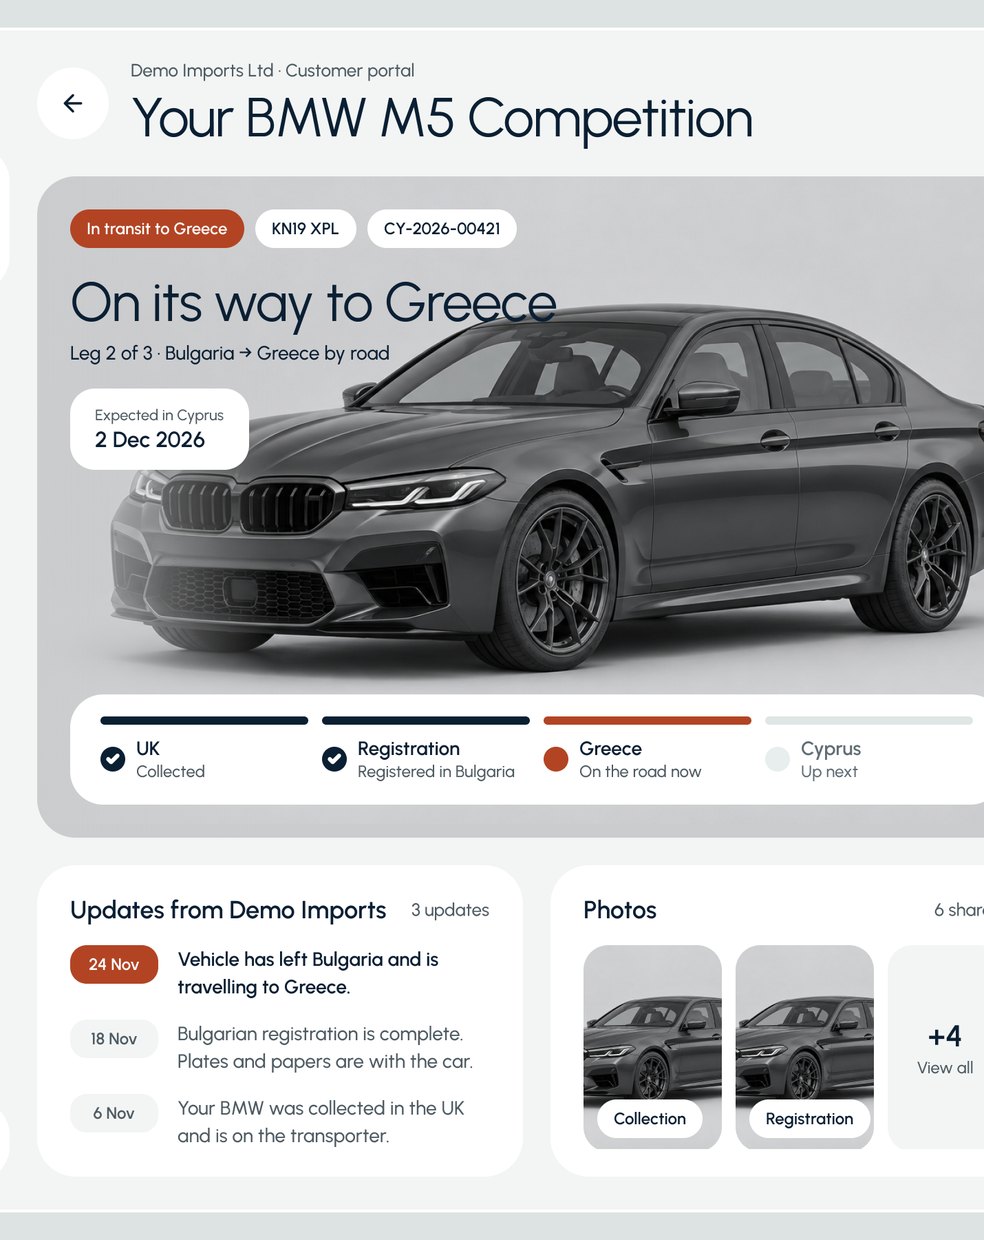 Demo Imports Ltd · Customer portal
Your BMW M5 Competition
In transit to Greece
KN19 XPL
CY-2026-00421
On its way to Greece
Leg 2 of 3 · Bulgaria → Greece by road
Expected in Cyprus
2 Dec 2026
UK
Collected
Registration
Registered in Bulgaria
Greece
On the road now
Cyprus
Up next
Updates from Demo Imports
3 updates
24 Nov
Vehicle has left Bulgaria and is
travelling to Greece.
18 Nov
Bulgarian registration is complete.
Plates and papers are with the car.
6 Nov
Your BMW was collected in the UK
and is on the transporter.
Photos
6
Collection
Registration
+4
View all